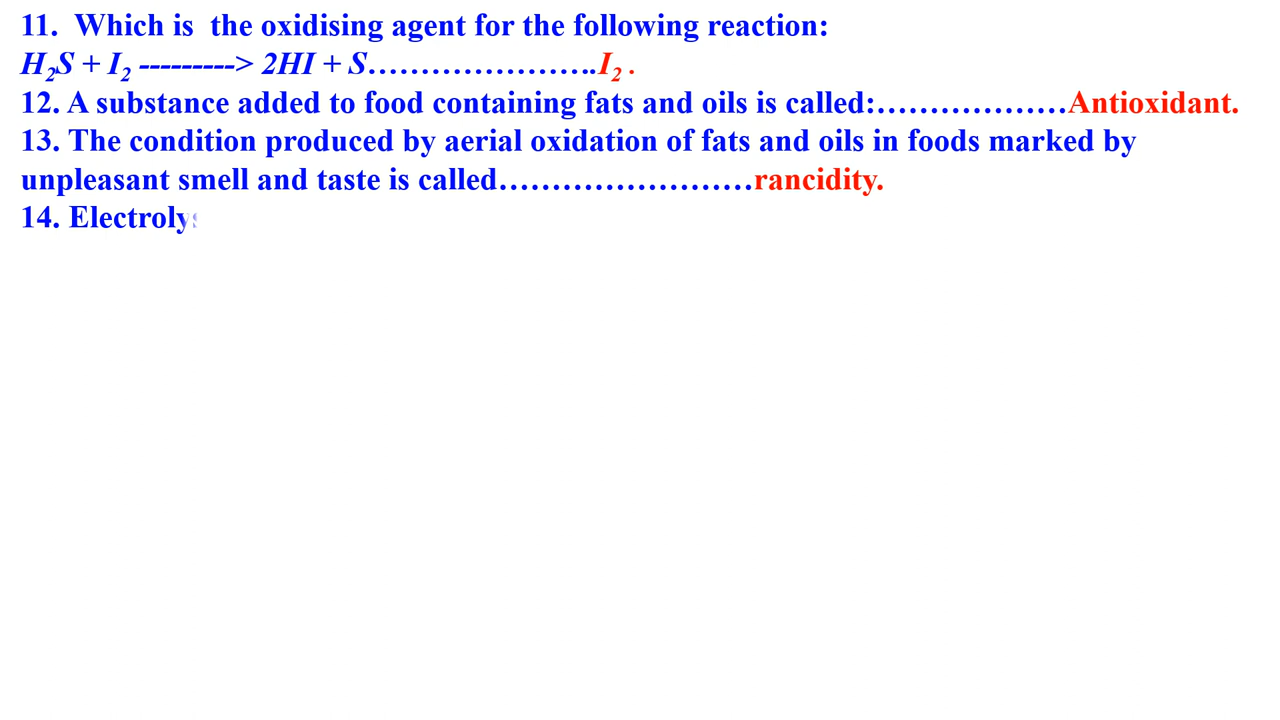 11.  Which is  the oxidising agent for the following reaction:
H₂S + I₂ ---------> 2HI + S………………….I₂ .
12. A substance added to food containing fats and oils is called:………………Antioxidant.
13. The condition produced by aerial oxidation of fats and oils in foods marked by
unpleasant smell and taste is called……………………rancidity.
14.